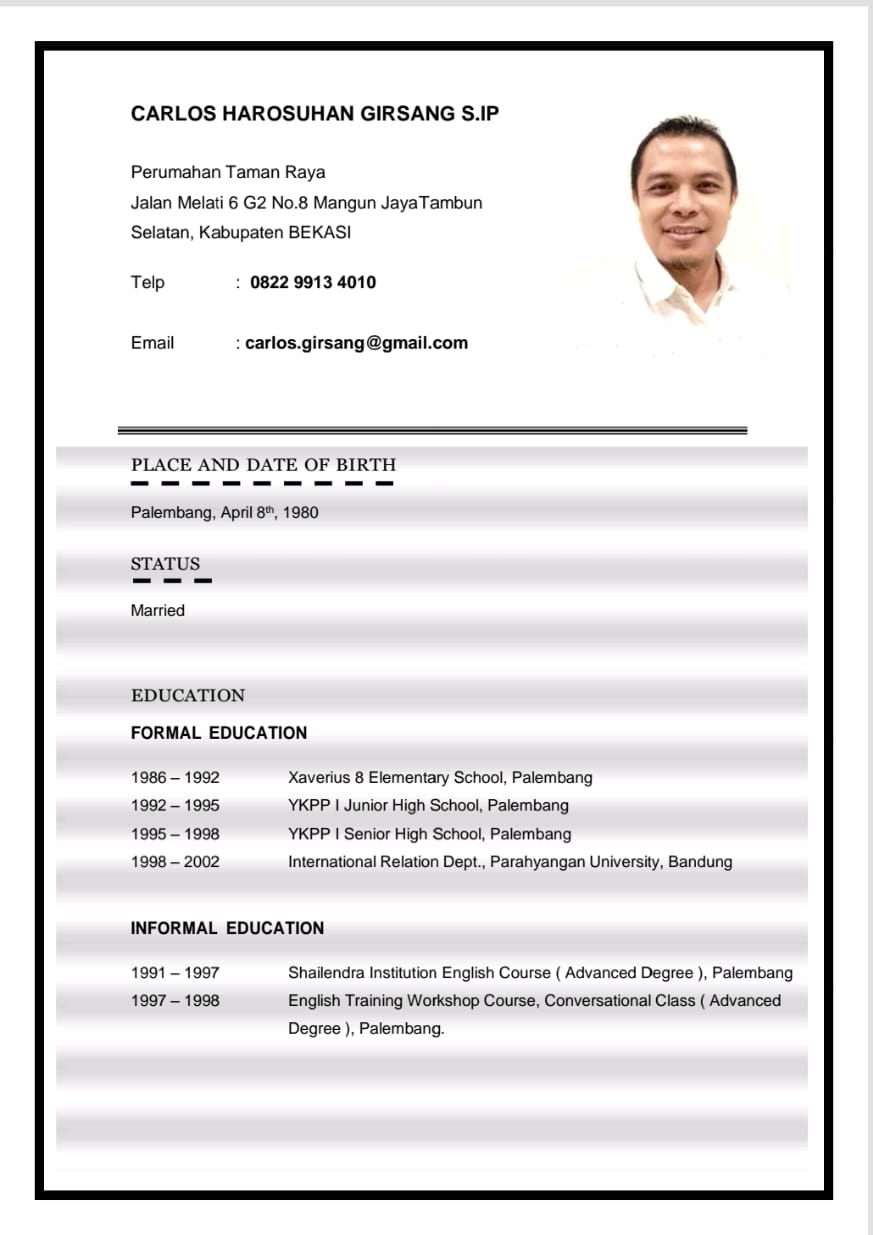 CARLOS HAROSUHAN GIRSANG S.IP
Perumahan Taman Raya
Jalan Melati 6 G2 No.8 Mangun JayaTambun
Selatan, Kabupaten BEKASI
Telp : 0822 9913 4010
Email : carlos.girsang@gmail.com
PLACE AND DATE OF BIRTH
Palembang, April 8th, 1980
STATUS
Married
EDUCATION
FORMAL EDUCATION
1986 – 1992 Xaverius 8 Elementary School, Palembang
1992 – 1995 YKPP I Junior High School, Palembang
1995 – 1998 YKPP I Senior High School, Palembang
1998 – 2002 International Relation Dept., Parahyangan University, Bandung
INFORMAL EDUCATION
1991 – 1997 Shailendra Institution English Course ( Advanced Degree ), Palembang
1997 – 1998 English Training Workshop Course, Conversational Class ( Advanced
Degree ), Palembang.